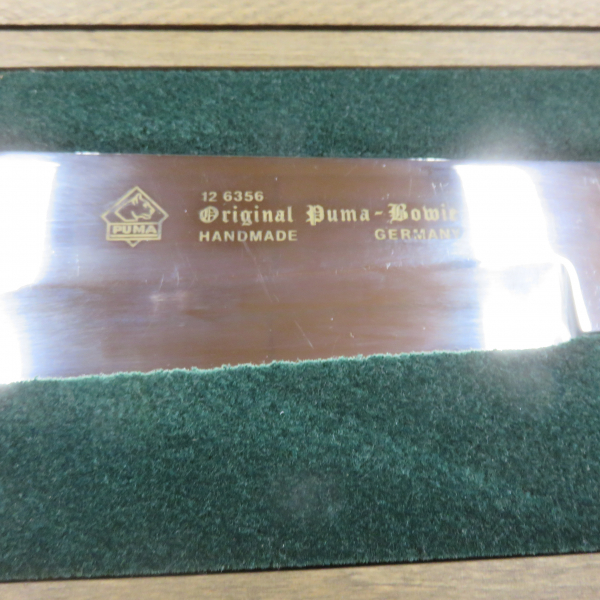 12 6356
Original Puma-Bowie
HANDMADE GERMANY
PUMA